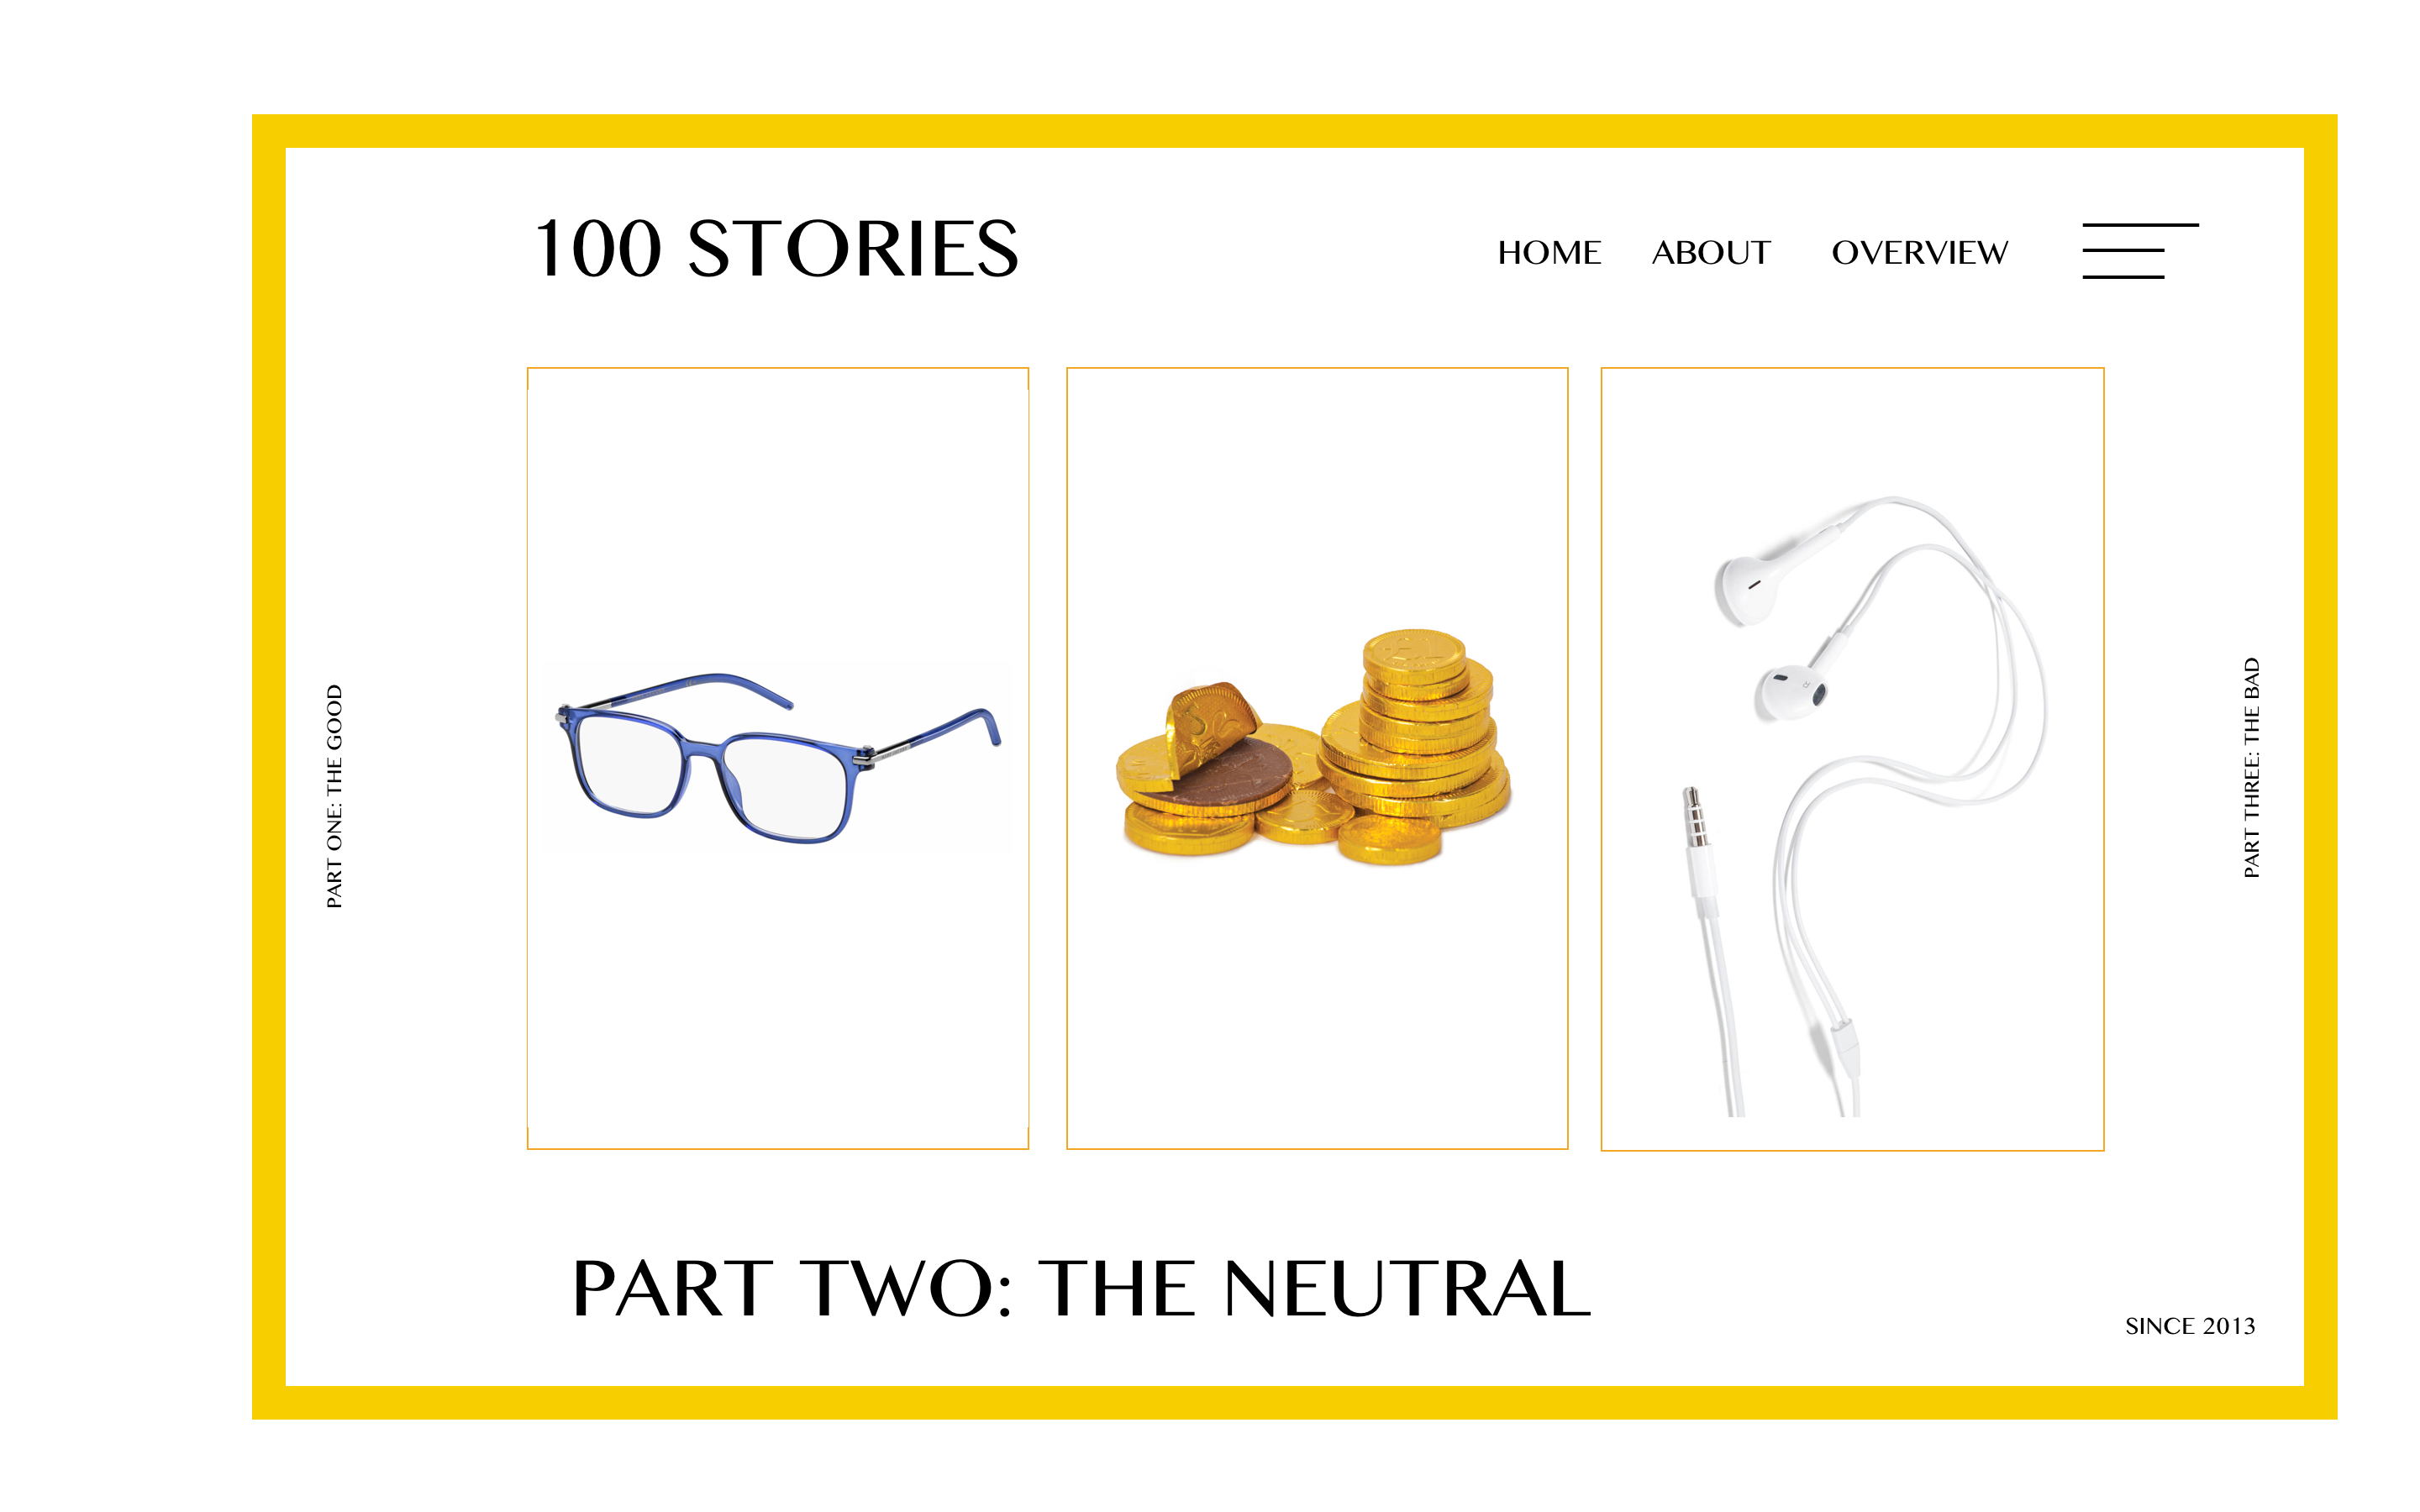 100 STORIES
HOME
ABOUT
OVERVIEW
PART ONE: THE GOOD
PART THREE: THE BAD
PART TWO: THE NEUTRAL
SINCE 2013